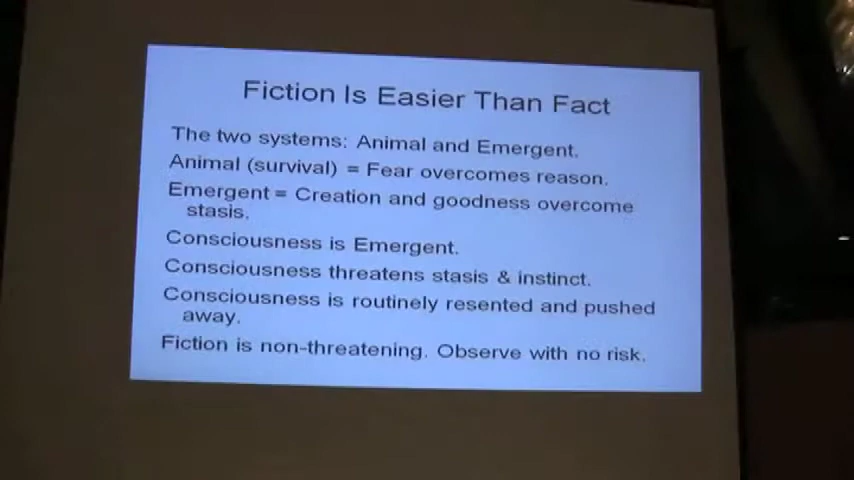 Fiction Is Easier Than Fact
The two systems: Animal and Emergent.
Animal (survival) = Fear overcomes reason.
Emergent = Creation and goodness overcome
stasis.
Consciousness is Emergent.
Consciousness threatens stasis & instinct.
Consciousness is routinely resented and pushed
away.
Fiction is non-threatening. Observe with no risk.